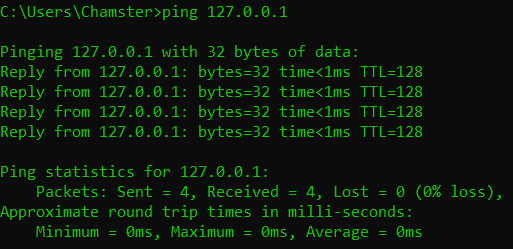 C:\Users\Chamster>ping 127.0.0.1
Pinging 127.0.0.1 with 32 bytes of data:
Reply from 127.0.0.1: bytes=32 time<1ms TTL=128
Reply from 127.0.0.1: bytes=32 time<1ms TTL=128
Reply from 127.0.0.1: bytes=32 time<1ms TTL=128
Reply from 127.0.0.1: bytes=32 time<1ms TTL=128
Ping statistics for 127.0.0.1:
    Packets: Sent = 4, Received = 4, Lost = 0 (0% loss),
Approximate round trip times in milli-seconds:
    Minimum = 0ms, Maximum = 0ms, Average = 0ms